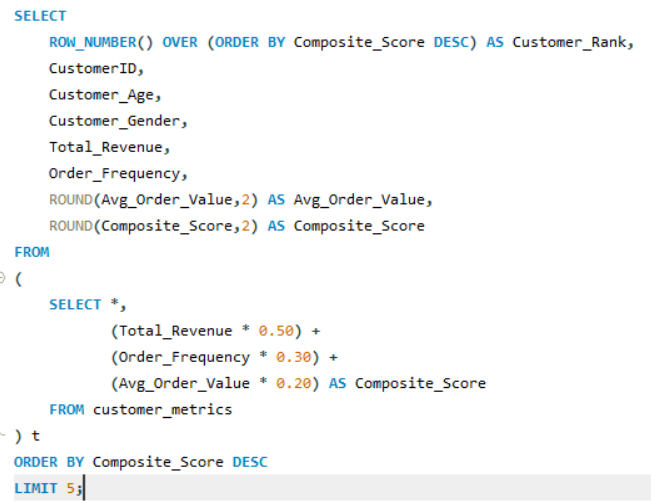 SELECT
ROW_NUMBER() OVER (ORDER BY Composite_Score DESC) AS Customer_Rank,
CustomerID,
Customer_Age,
Customer_Gender,
Total_Revenue,
Order_Frequency,
ROUND(Avg_Order_Value,2) AS Avg_Order_Value,
ROUND(Composite_Score,2) AS Composite_Score
FROM
(
SELECT *,
(Total_Revenue * 0.50) +
(Order_Frequency * 0.30) +
(Avg_Order_Value * 0.20) AS Composite_Score
FROM customer_metrics
) t
ORDER BY Composite_Score DESC
LIMIT 5;